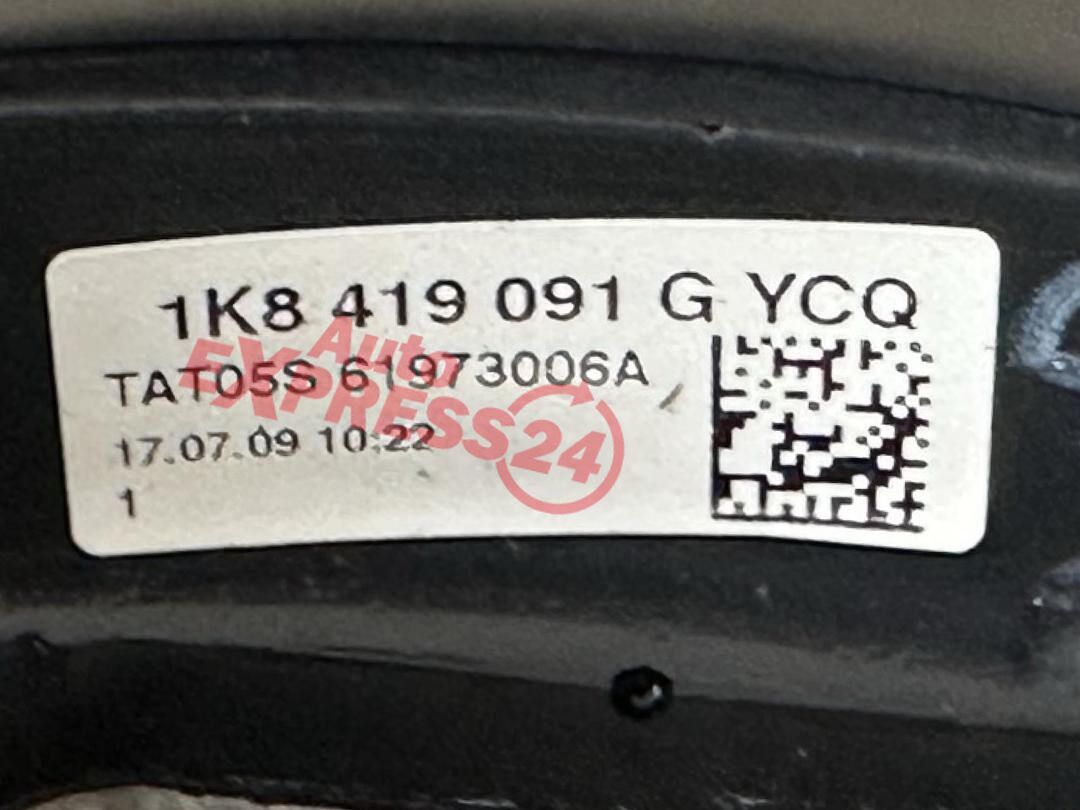 1K8 419 091 G YCQ
TAT05S 61973006A
17.07.09 10:22
1
Auto
EXPRESS24